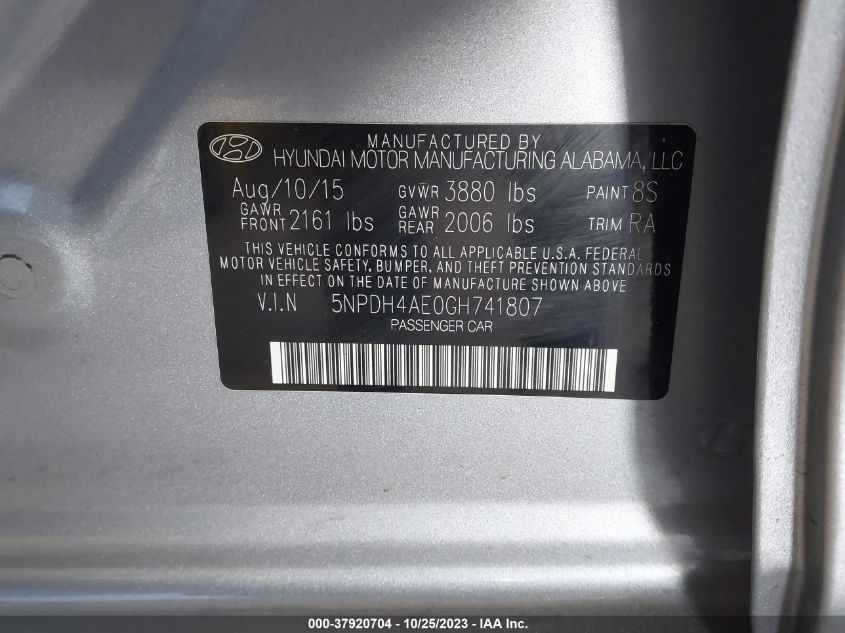 MANUFACTURED BY
HYUNDAI MOTOR MANUFACTURING ALABAMA, LLC
Aug/10/15 GVWR 3880 lbs PAINT 8S
GAWR FRONT 2161 lbs GAWR REAR 2006 lbs TRIM RA
THIS VEHICLE CONFORMS TO ALL APPLICABLE U.S.A. FEDERAL
MOTOR VEHICLE SAFETY, BUMPER, AND THEFT PREVENTION STANDARDS
IN EFFECT ON THE DATE OF MANUFACTURE SHOWN ABOVE
V.I.N 5NPDH4AE0GH741807
PASSENGER CAR
000-37920704 - 10/25/2023 - IAA Inc.